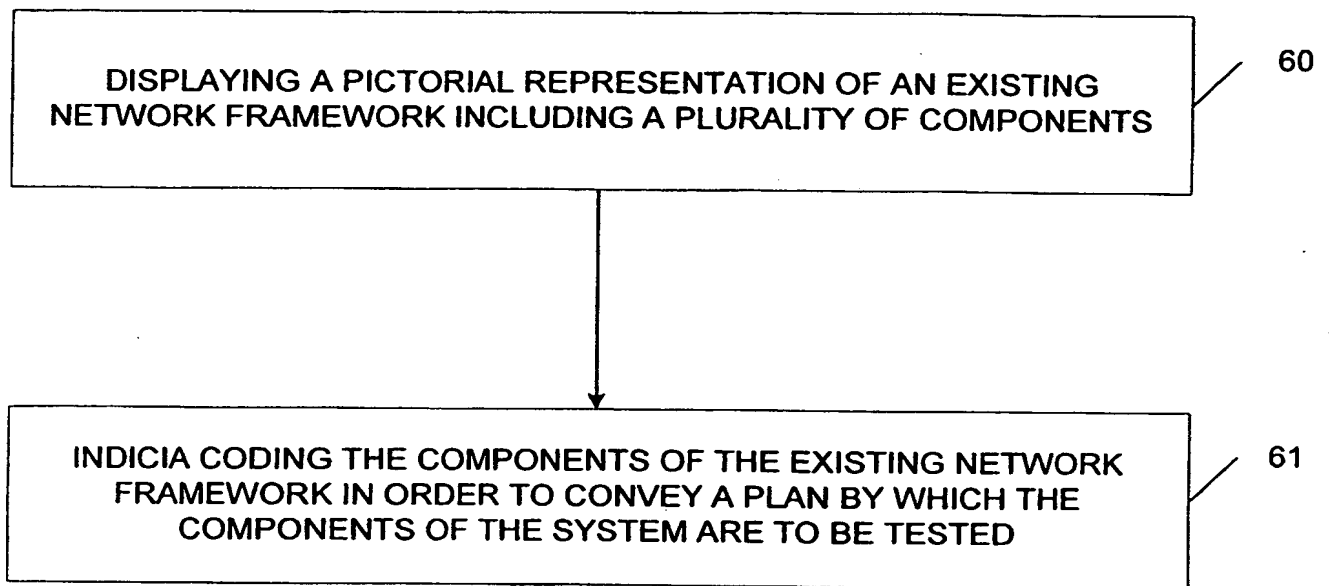 DISPLAYING A PICTORIAL REPRESENTATION OF AN EXISTING
NETWORK FRAMEWORK INCLUDING A PLURALITY OF COMPONENTS
60
INDICIA CODING THE COMPONENTS OF THE EXISTING NETWORK
FRAMEWORK IN ORDER TO CONVEY A PLAN BY WHICH THE
COMPONENTS OF THE SYSTEM ARE TO BE TESTED
61